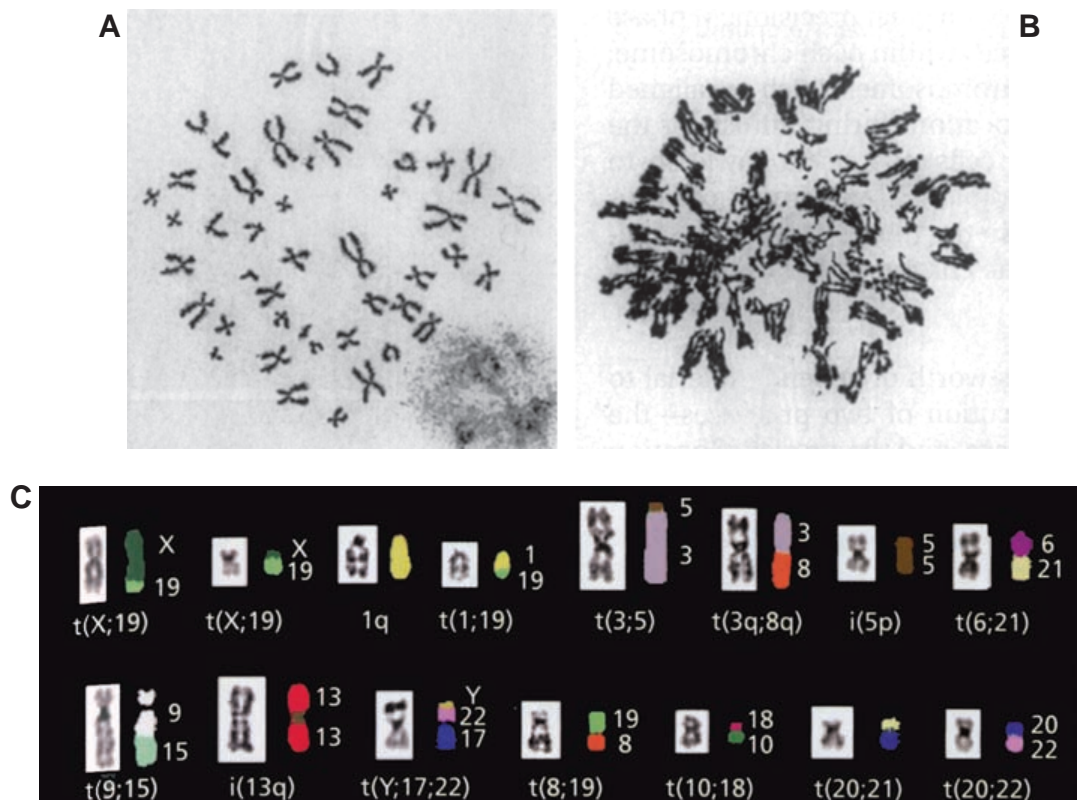 A
B
C
X
19
t(X;19)
X
19
t(X;19)
1q
1
19
t(1;19)
5
3
t(3;5)
3
8
t(3q;8q)
5
5
i(5p)
6
21
t(6;21)
9
15
t(9;15)
13
13
i(13q)
Y
22
17
t(Y;17;22)
19
8
t(8;19)
18
10
t(10;18)
t(20;21)
20
22
t(20;22)